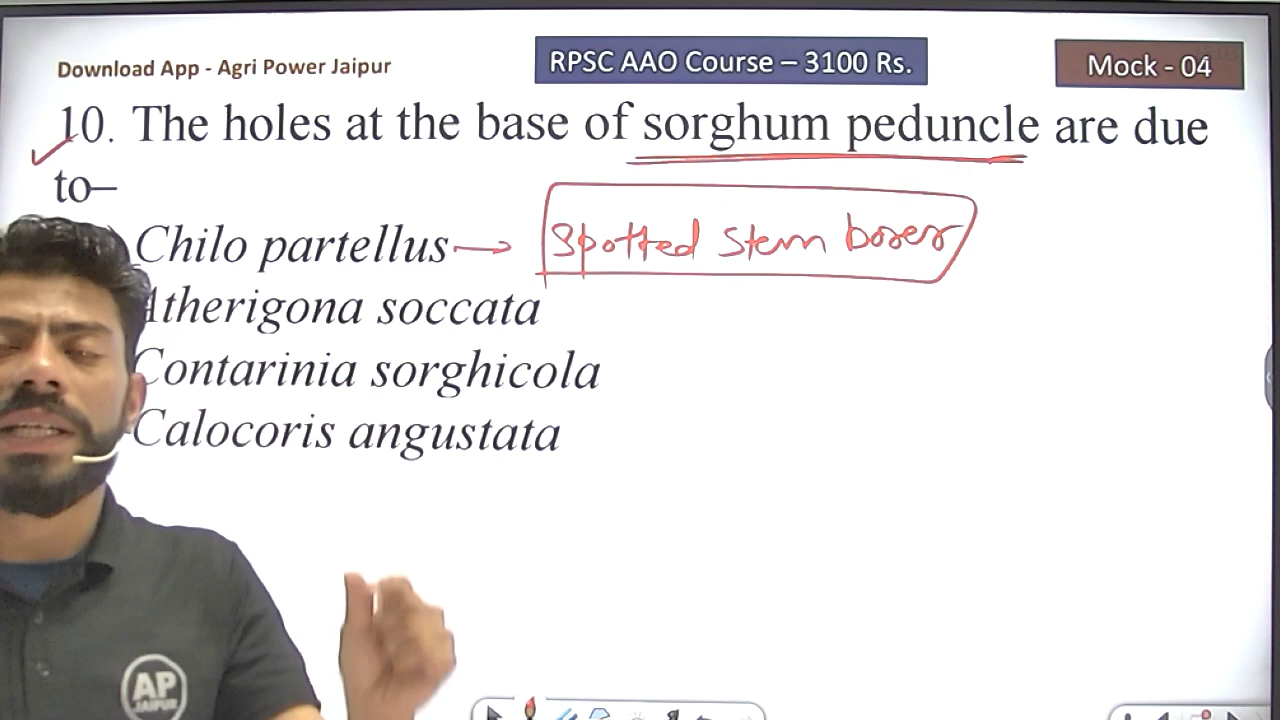 Download App - Agri Power Jaipur
RPSC AAO Course – 3100 Rs.
Mock - 04
10. The holes at the base of sorghum peduncle are due
to–
Chilo partellus → Spotted Stem borer
Atherigona soccata
Contarinia sorghicola
Calocoris angustata
AP
JAIPUR